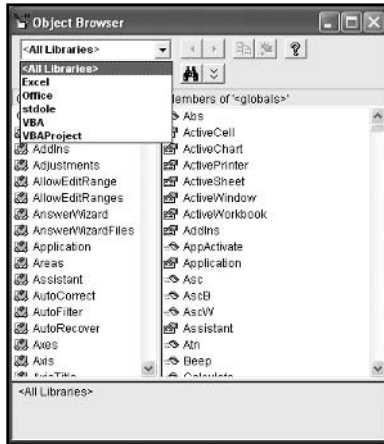 Object Browser
<All Libraries>
<All Libraries>
Excel
Office
stdole
VBA
VBAProject
Members of '<globals>'
AddIns
Adjustments
AllowEditRange
AllowEditRanges
AnswerWizard
AnswerWizardFiles
Application
Areas
Assistant
AutoCorrect
AutoFilter
AutoRecover
Axes
Axis
AxisTitle
Abs
ActiveCell
ActiveChart
ActivePrinter
ActiveSheet
ActiveWindow
ActiveWorkbook
AddIns
Application
AppActivate
Asc
AscB
AscW
Assistant
Atn
Beep
Calculate
<All Libraries>